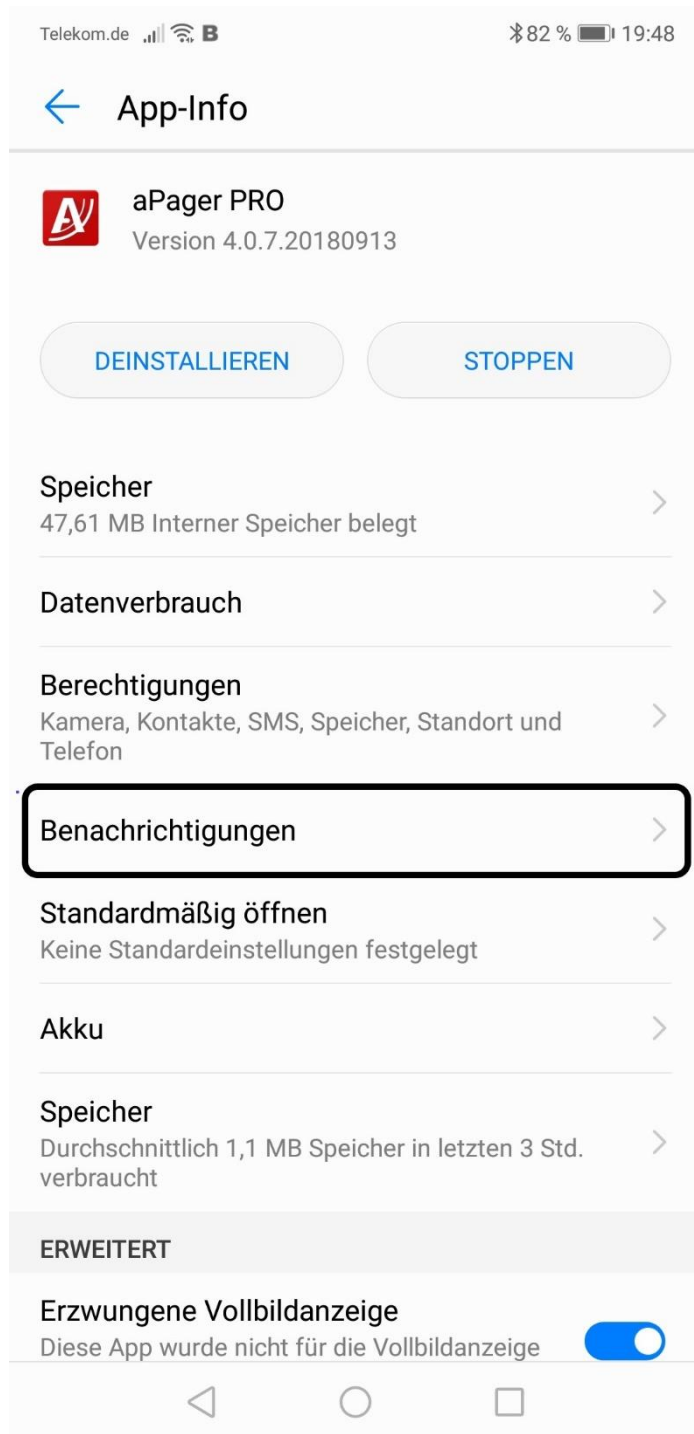 Telekom.de B 82 % 19:48
App-Info
aPager PRO
Version 4.0.7.20180913
DEINSTALLIEREN STOPPEN
Speicher
47,61 MB Interner Speicher belegt
Datenverbrauch
Berechtigungen
Kamera, Kontakte, SMS, Speicher, Standort und
Telefon
Benachrichtigungen
Standardmäßig öffnen
Keine Standardeinstellungen festgelegt
Akku
Speicher
Durchschnittlich 1,1 MB Speicher in letzten 3 Std.
verbraucht
ERWEITERT
Erzwungene Vollbildanzeige
Diese App wurde nicht für die Vollbildanzeige